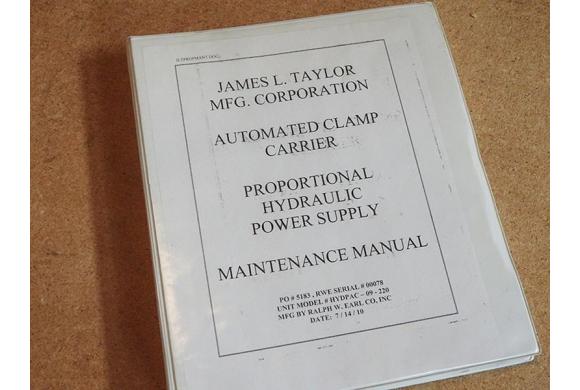 JAMES L. TAYLOR
MFG. CORPORATION
AUTOMATED CLAMP
CARRIER
PROPORTIONAL
HYDRAULIC
POWER SUPPLY
MAINTENANCE MANUAL
PO # 5183 , RWE SERIAL # 00078
UNIT MODEL # HYDPAC – 09 - 220
MFG BY RALPH W. EARL CO, INC
DATE: 7 / 14 / 10